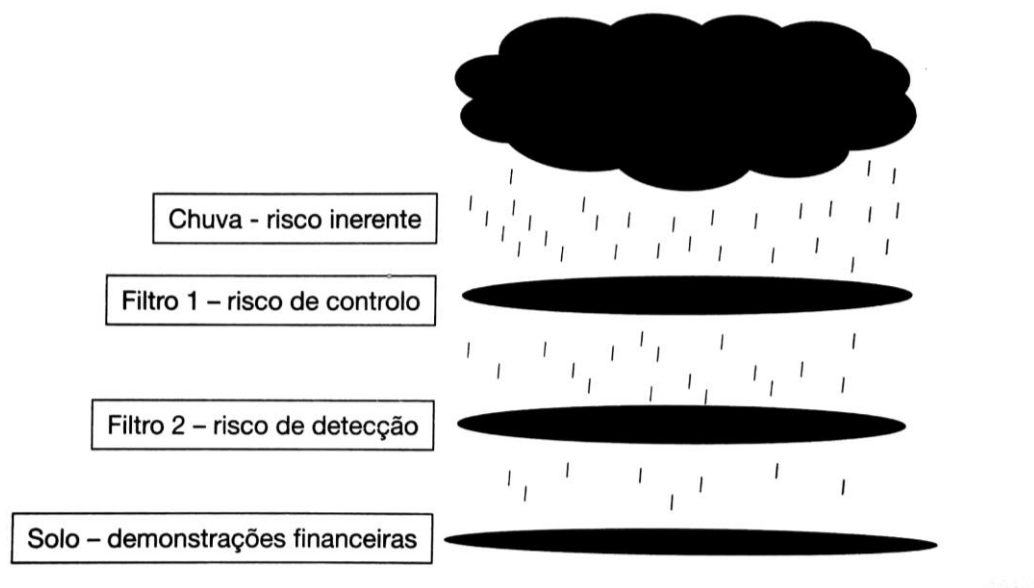 Chuva - risco inerente
Filtro 1 – risco de controlo
Filtro 2 – risco de detecção
Solo – demonstrações financeiras